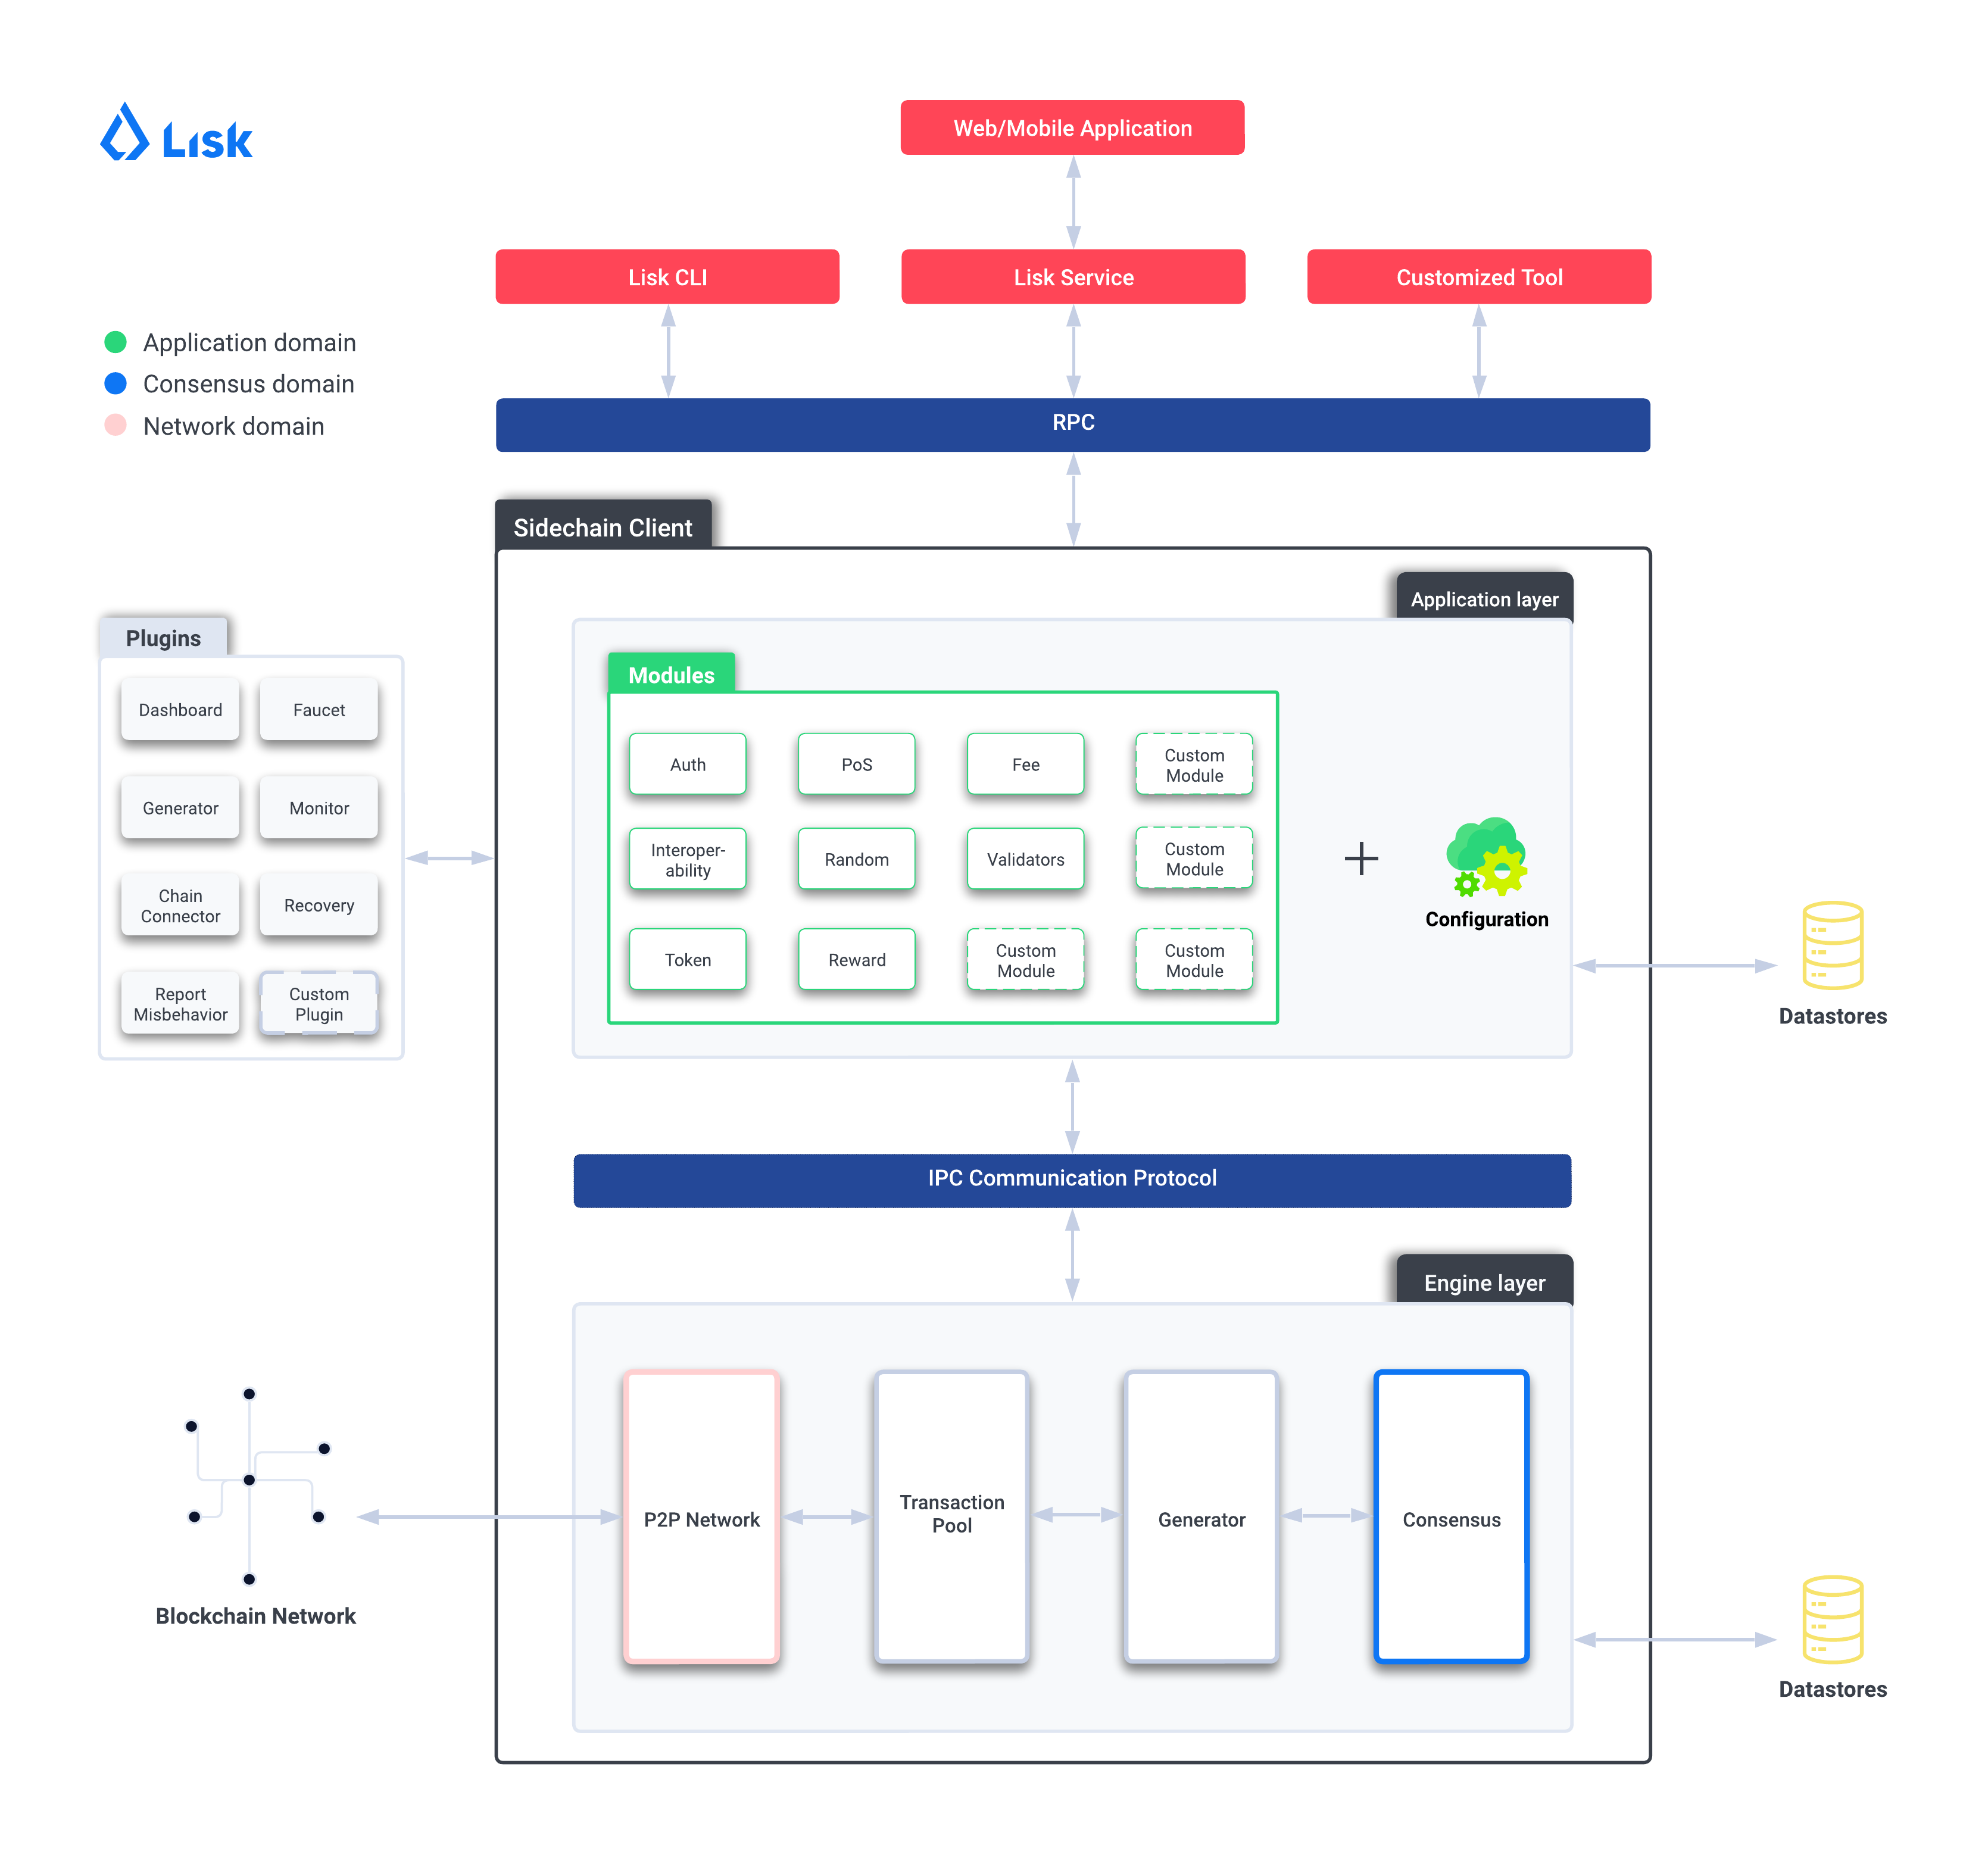 Lisk
Web/Mobile Application
Lisk CLI
Lisk Service
Customized Tool
Application domain
Consensus domain
Network domain
RPC
Sidechain Client
Application layer
Plugins
Dashboard
Faucet
Generator
Monitor
Chain
Connector
Recovery
Report
Misbehavior
Custom
Plugin
Modules
Auth
PoS
Fee
Custom
Module
Interoper-
ability
Random
Validators
Custom
Module
Token
Reward
Custom
Module
Custom
Module
Configuration
Datastores
IPC Communication Protocol
Engine layer
P2P Network
Transaction
Pool
Generator
Consensus
Blockchain Network
Datastores